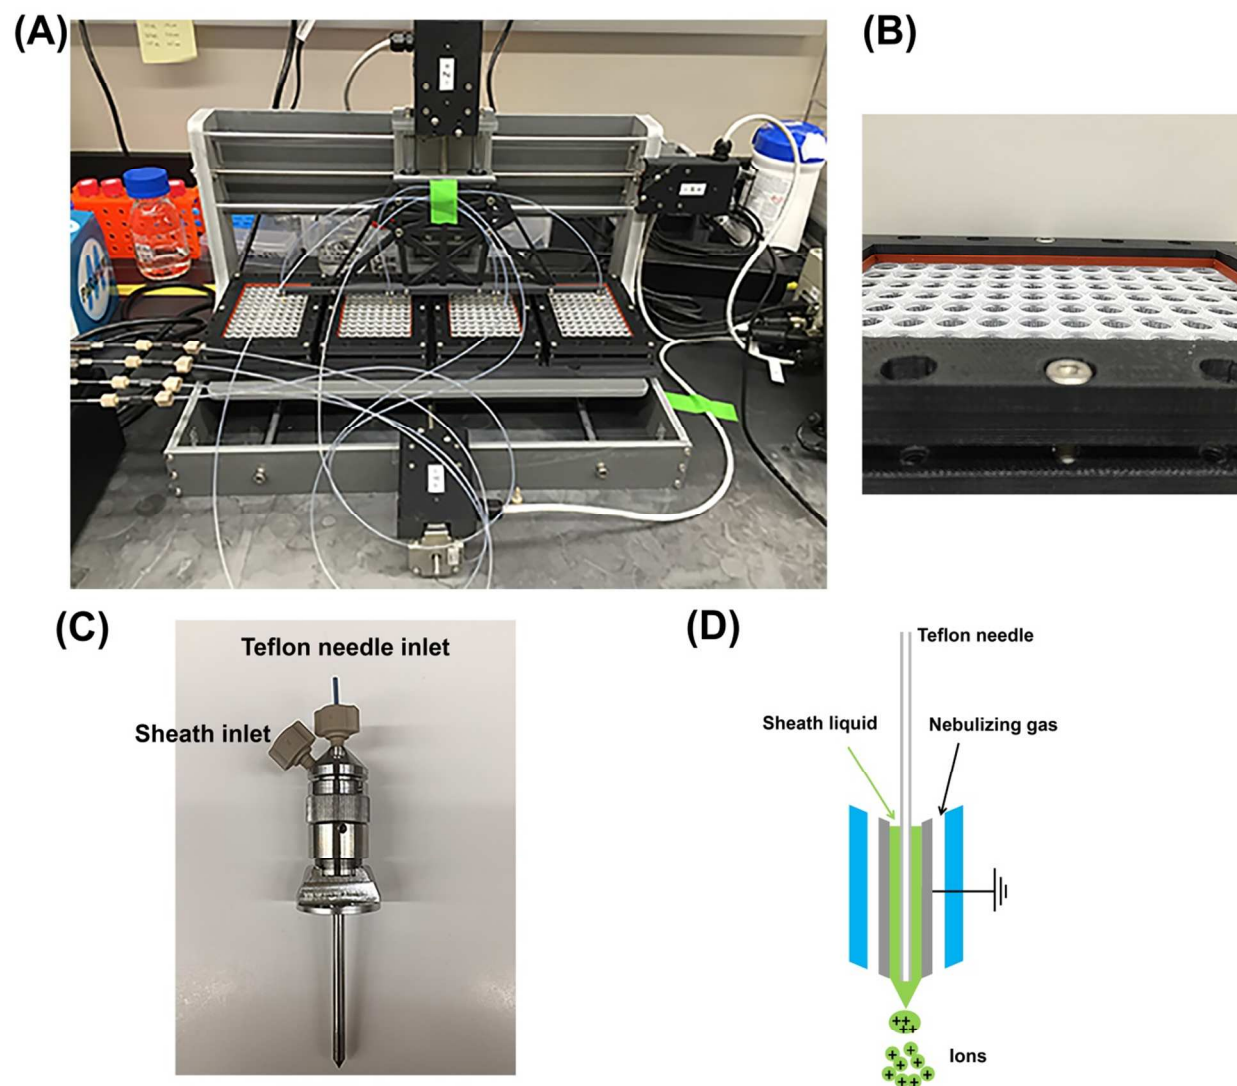 (A)
(B)
(C)
Teflon needle inlet
Sheath inlet
(D)
Teflon needle
Sheath liquid
Nebulizing gas
++
++
+
+
+
+
+
+
+
+
Ions